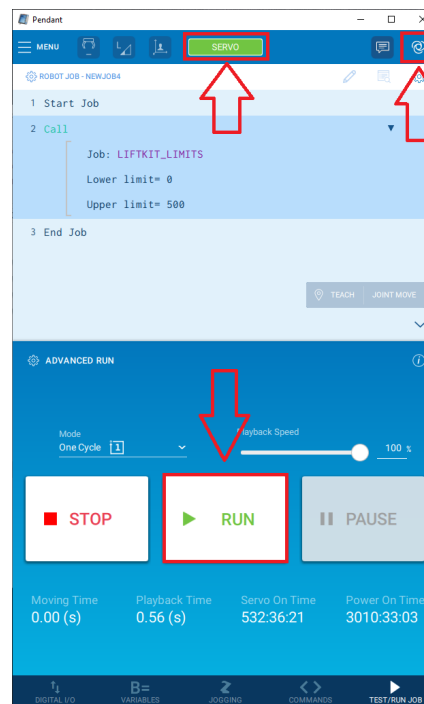 Pendant
MENU
SERVO
ROBOT JOB - NEWJOB4
1 Start Job
2 Call
Job: LIFTKIT_LIMITS
Lower limit= 0
Upper limit= 500
3 End Job
TEACH
JOINT MOVE
ADVANCED RUN
Mode
One Cycle 1
Playback Speed
100 %
STOP
RUN
PAUSE
Moving Time
Playback Time
Servo On Time
Power On Time
0.00 (s)
0.56 (s)
532:36:21
3010:33:03
DIGITAL I/O
B=
VARIABLES
JOGGING
COMMANDS
TEST/RUN JOB